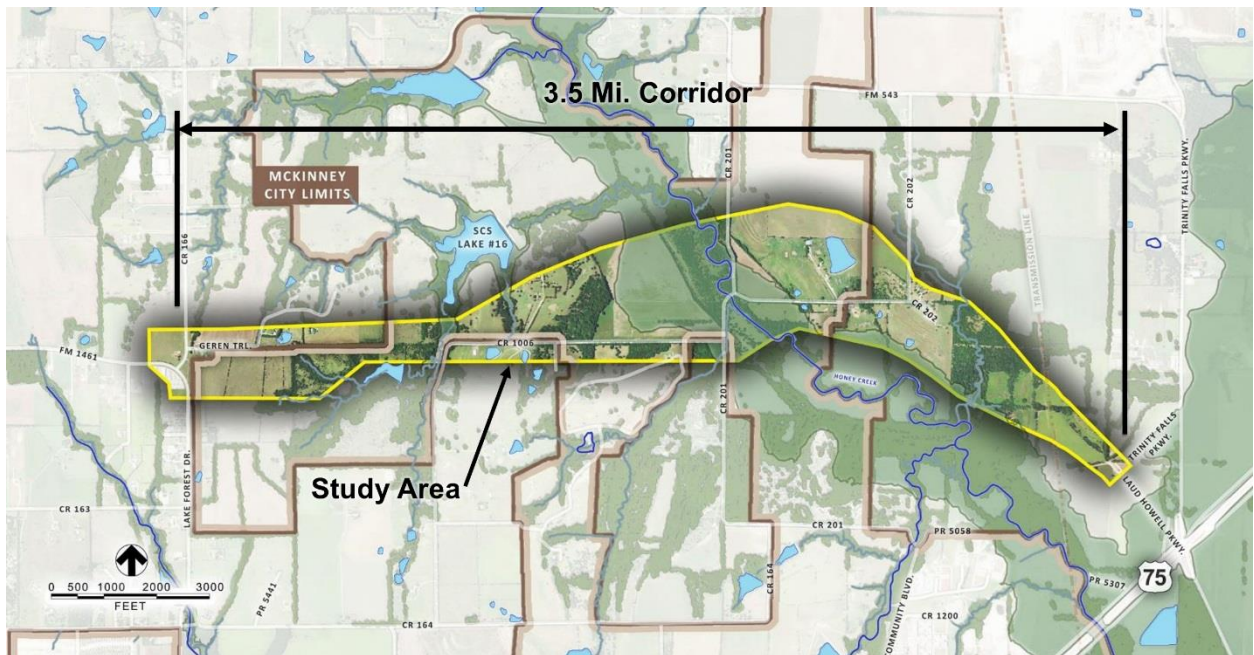 3.5 Mi. Corridor
FM 543
MCKINNEY
CITY LIMITS
CR 201
TRINITY FALLS PKWY.
CR 202
SCS
LAKE #16
CR 166
TRANSMISSION LINE
CR 202
GEREN TRL.
CR 1006
FM 1461
HONEY CREEK
CR 201
TRINITY FALLS
PKWY.
Study Area
LAUD HOWELL PKWY.
LAKE FOREST DR.
CR 163
CR 201
PR 5058
CR 164
75
PR 5307
0 500 1000 2000 3000
FEET
PR 5441
CR 164
COMMUNITY BLVD.
CR 1200